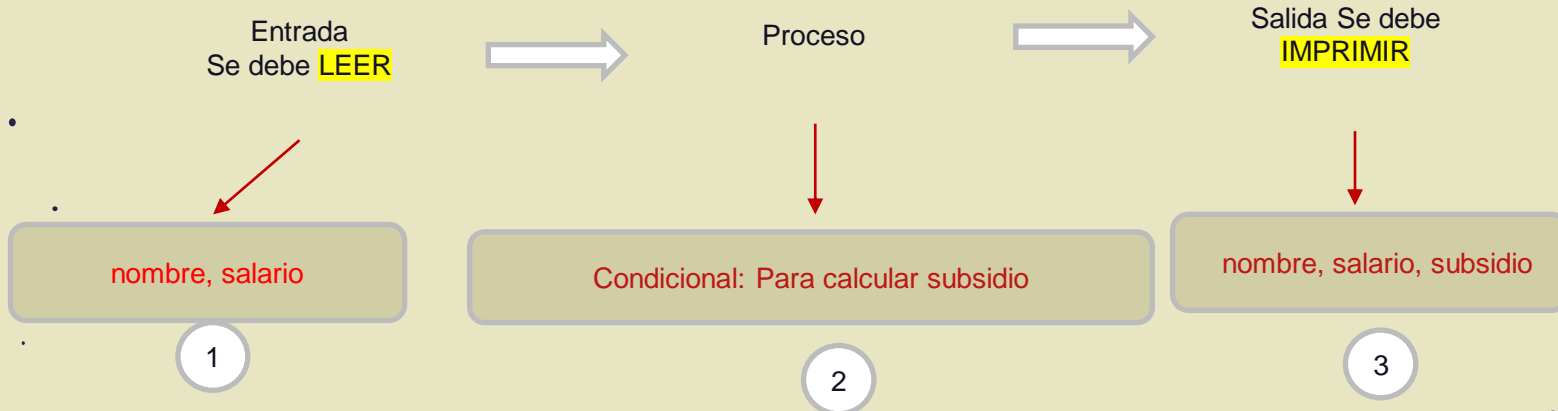 Entrada
Se debe LEER
Proceso
Salida Se debe
IMPRIMIR
nombre, salario
Condicional: Para calcular subsidio
nombre, salario, subsidio
1
2
3